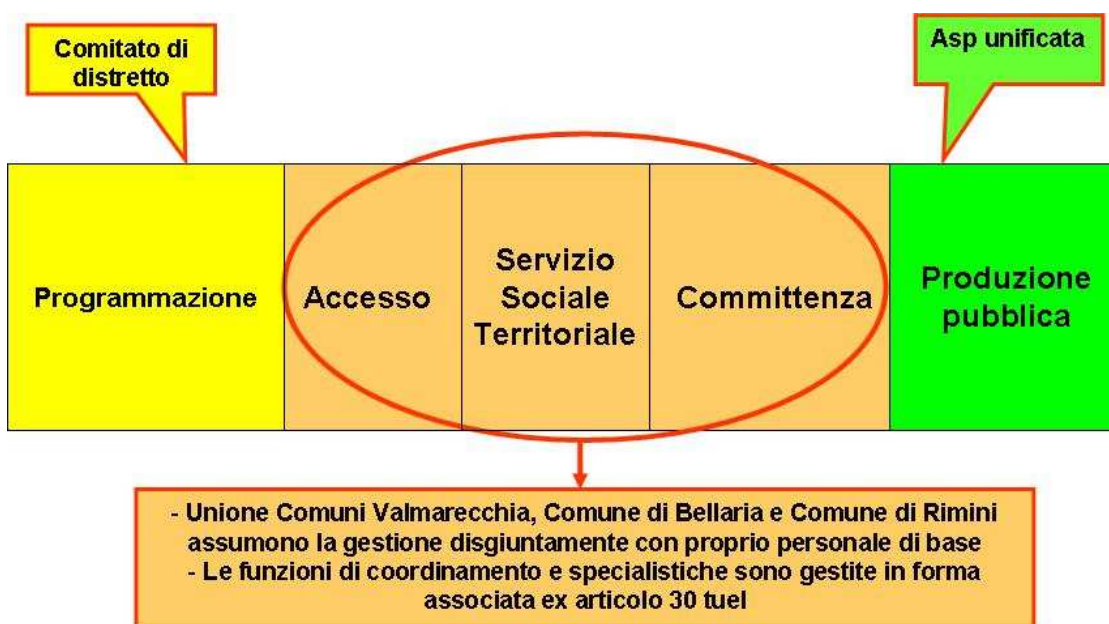 Comitato di
distretto
Asp unificata
Programmazione
Accesso
Servizio
Sociale
Territoriale
Committenza
Produzione
pubblica
- Unione Comuni Valmarecchia, Comune di Bellaria e Comune di Rimini
assumono la gestione disgiuntamente con proprio personale di base
- Le funzioni di coordinamento e specialistiche sono gestite in forma
associata ex articolo 30 tuel